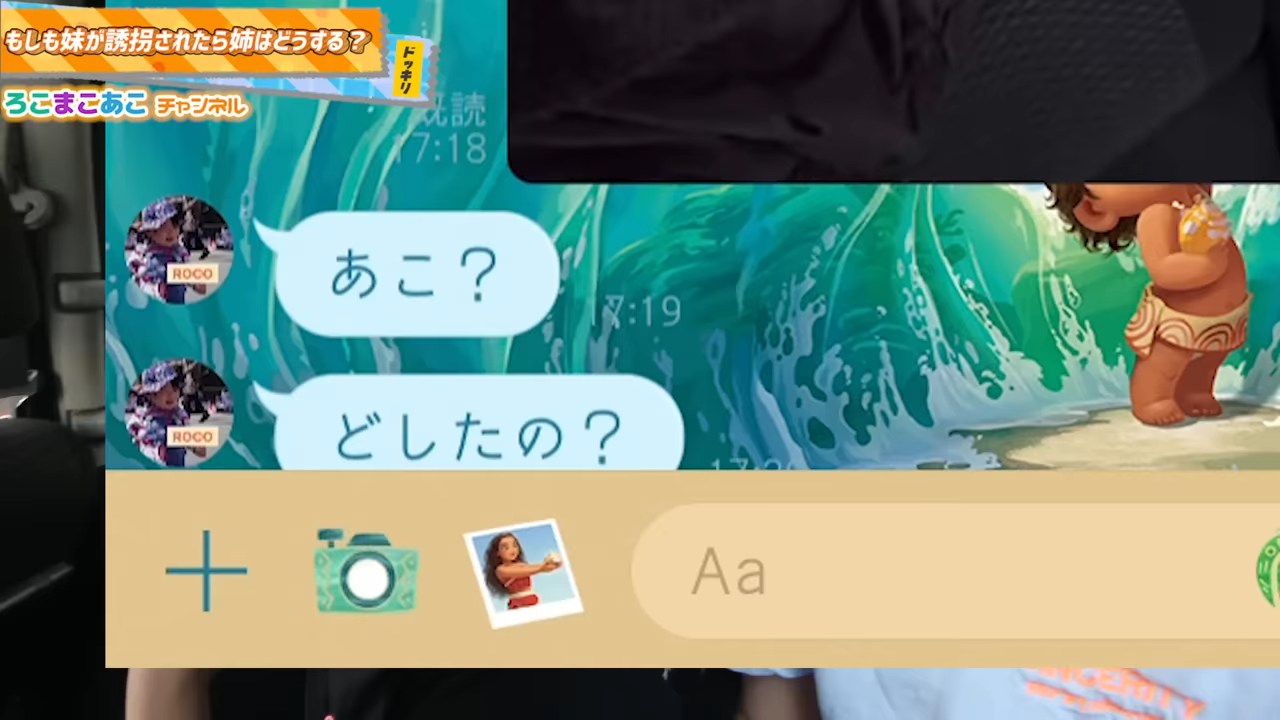 もしも妹が誘拐されたら姉はどうする？
ドッキリ
ろこまこあこ チャンネル
既読
17:18
ROCO
あこ？
17:19
ROCO
どしたの？
Aa